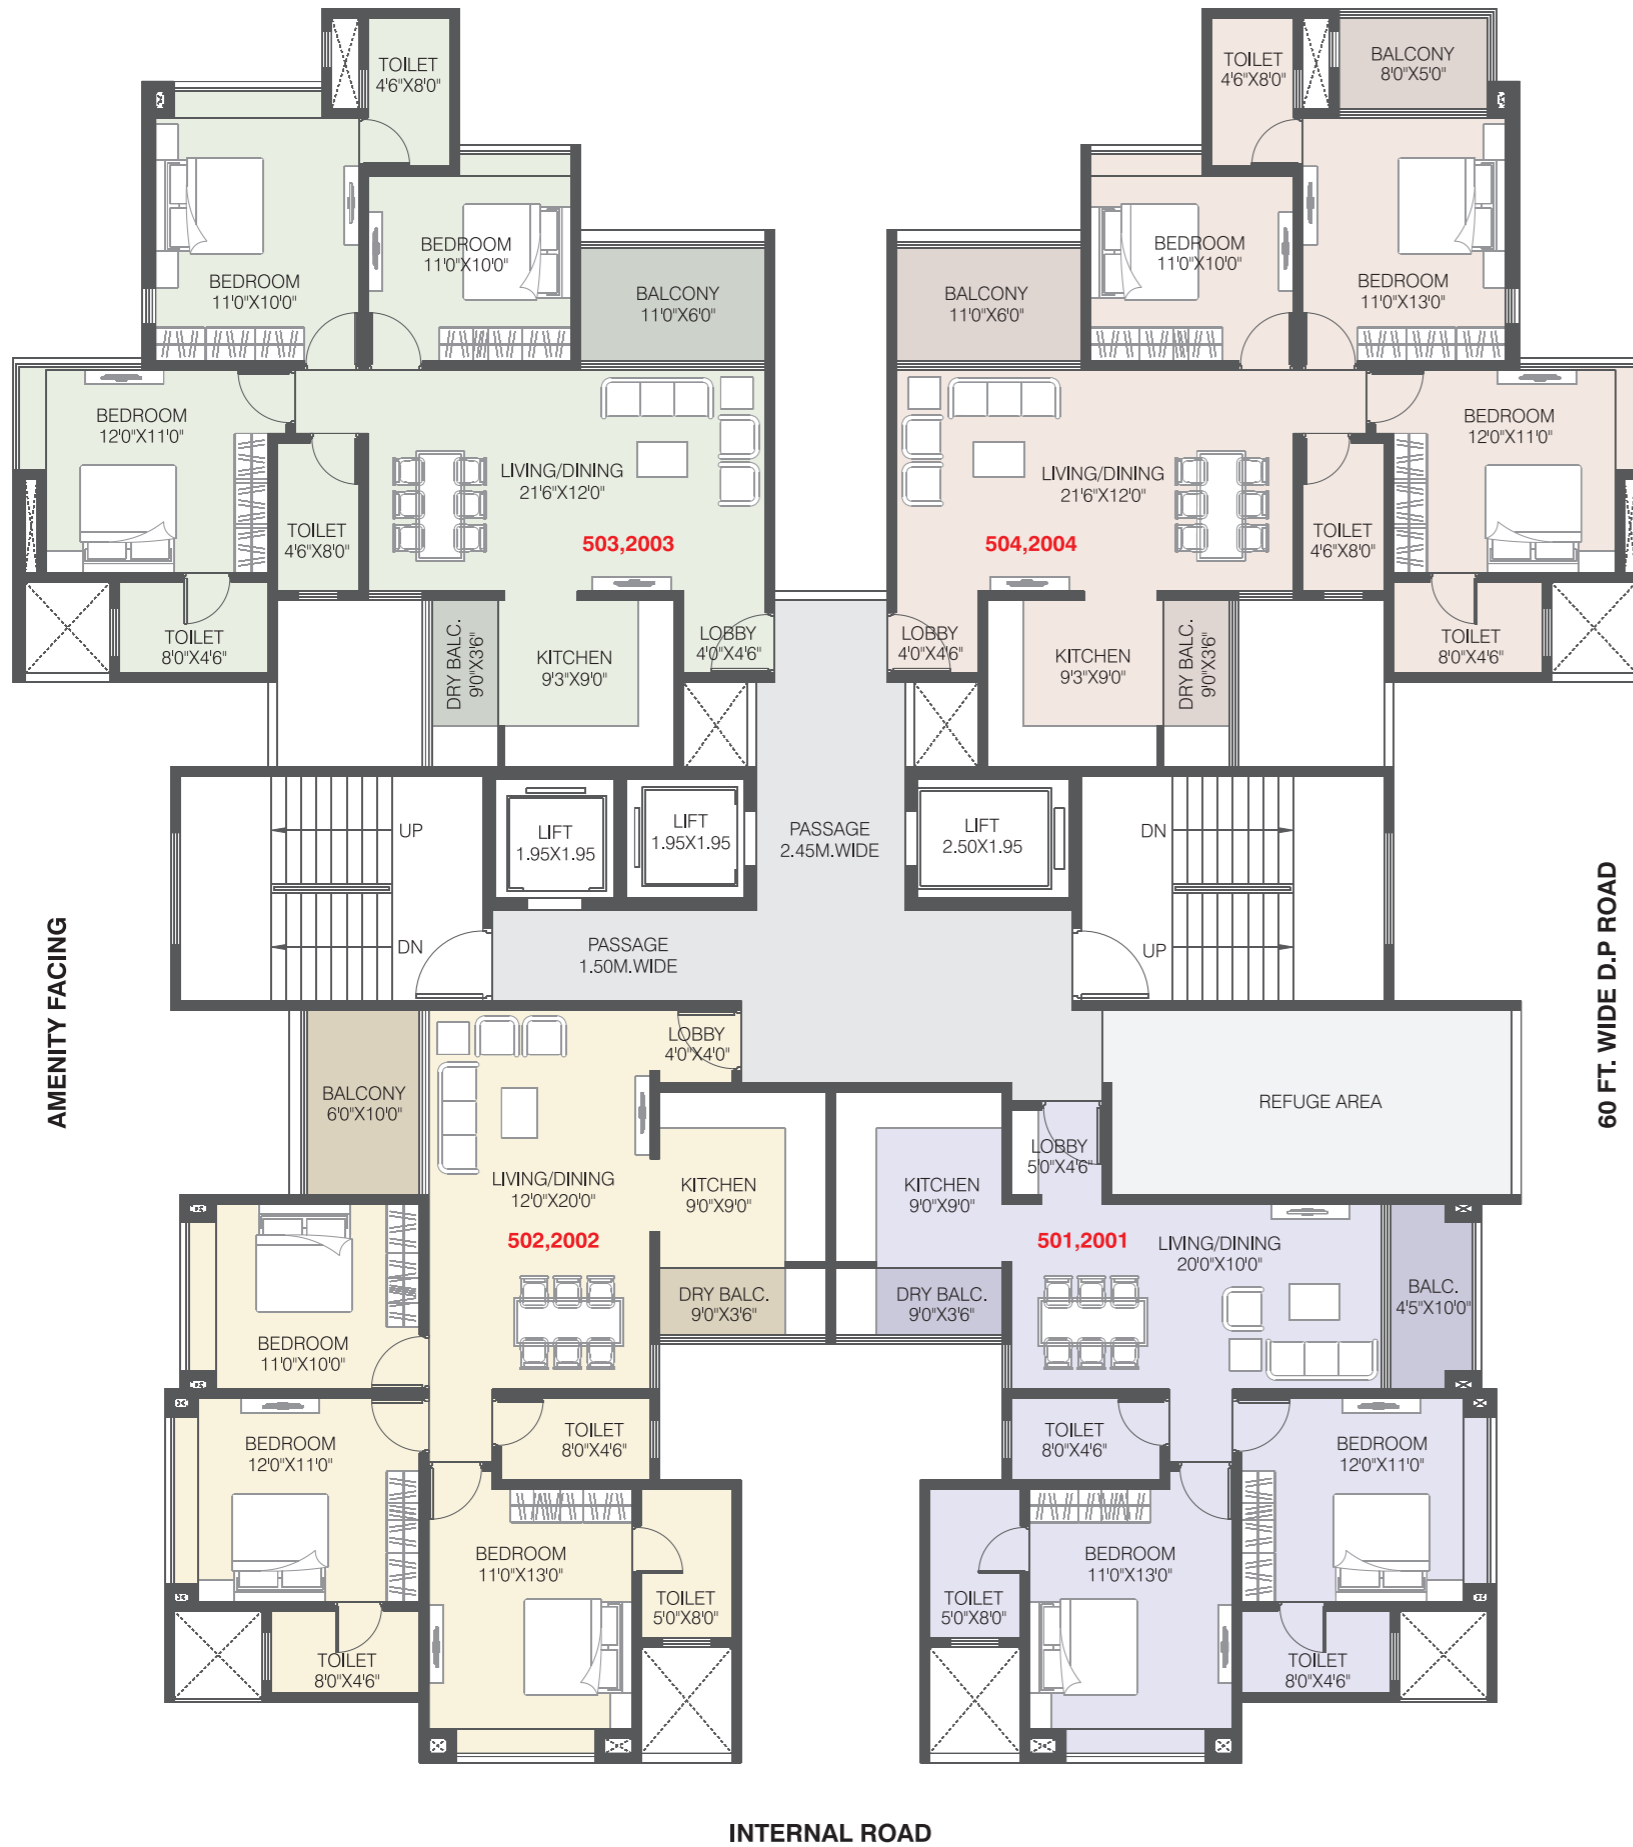 TOILET
4'6"X8'0"
BEDROOM
11'0"X10'0"
BEDROOM
11'0"X10'0"
BALCONY
11'0"X6'0"
BEDROOM
12'0"X11'0"
LIVING/DINING
21'6"X12'0"
503,2003
TOILET
4'6"X8'0"
TOILET
8'0"X4'6"
DRY BALC.
9'0"X3'6"
KITCHEN
9'3"X9'0"
LOBBY
4'0"X4'6"
TOILET
4'6"X8'0"
BALCONY
8'0"X5'0"
BEDROOM
11'0"X10'0"
BEDROOM
11'0"X13'0"
BALCONY
11'0"X6'0"
BEDROOM
12'0"X11'0"
LIVING/DINING
21'6"X12'0"
504,2004
TOILET
4'6"X8'0"
TOILET
8'0"X4'6"
LOBBY
4'0"X4'6"
KITCHEN
9'3"X9'0"
DRY BALC.
9'0"X3'6"
UP
DN
LIFT
1.95X1.95
LIFT
1.95X1.95
PASSAGE
2.45M.WIDE
LIFT
2.50X1.95
DN
UP
PASSAGE
1.50M.WIDE
AMENITY FACING
60 FT. WIDE D.P ROAD
LOBBY
4'0"X4'0"
BALCONY
6'0"X10'0"
LIVING/DINING
12'0"X20'0"
502,2002
KITCHEN
9'0"X9'0"
DRY BALC.
9'0"X3'6"
BEDROOM
11'0"X10'0"
BEDROOM
12'0"X11'0"
TOILET
8'0"X4'6"
BEDROOM
11'0"X13'0"
TOILET
5'0"X8'0"
TOILET
8'0"X4'6"
REFUGE AREA
LOBBY
5'0"X4'6"
KITCHEN
9'0"X9'0"
501,2001
LIVING/DINING
20'0"X10'0"
DRY BALC.
9'0"X3'6"
BALC.
4'5"X10'0"
TOILET
8'0"X4'6"
BEDROOM
12'0"X11'0"
BEDROOM
11'0"X13'0"
TOILET
5'0"X8'0"
TOILET
8'0"X4'6"
INTERNAL ROAD